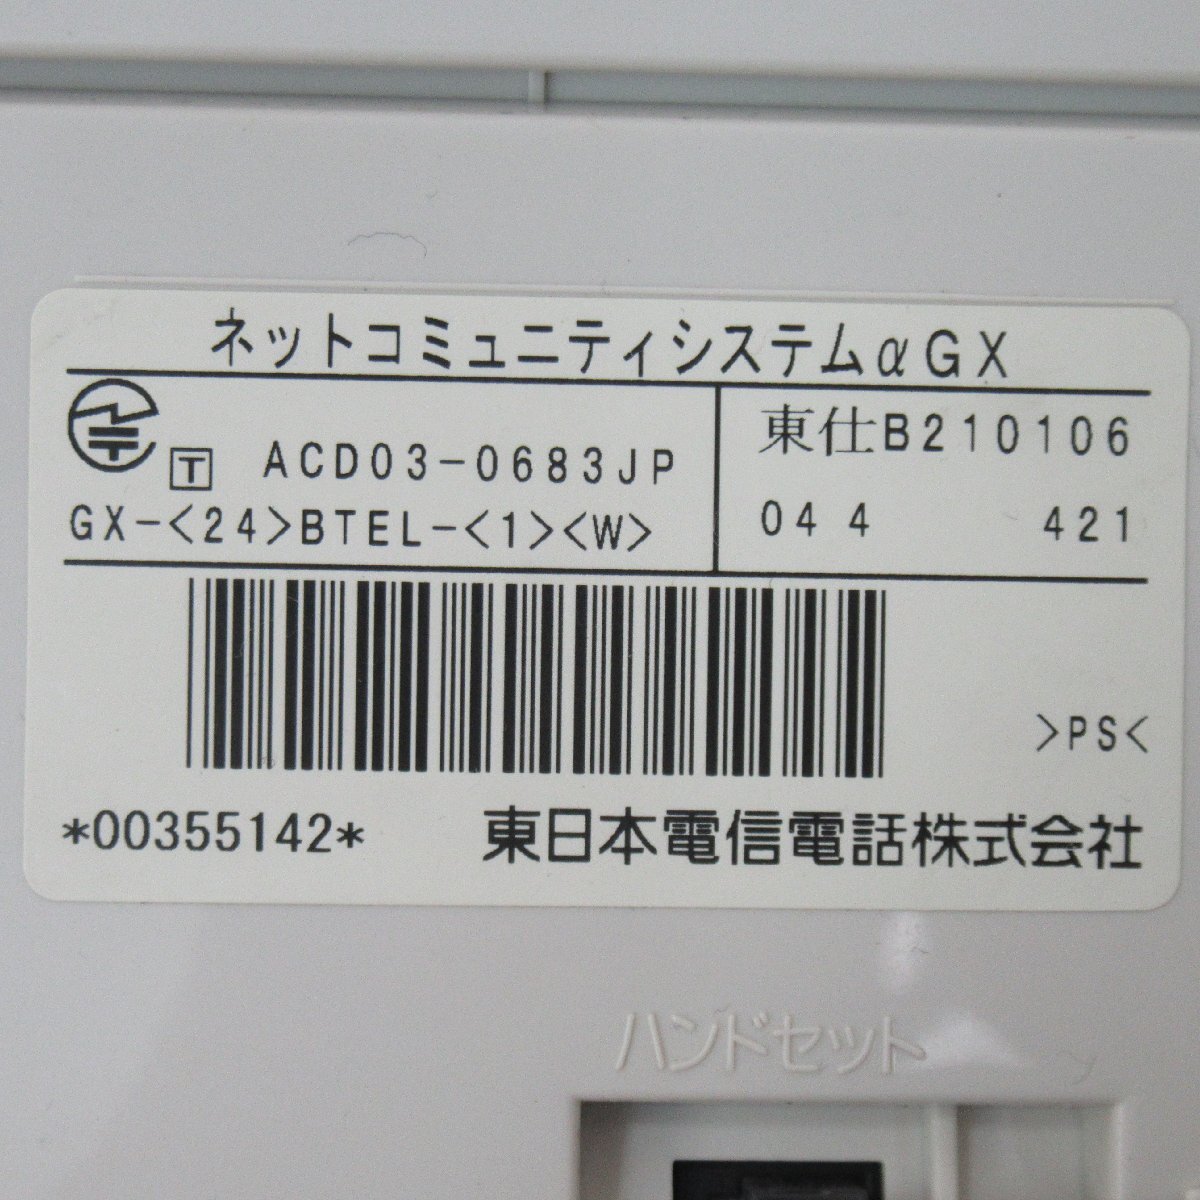 ネットコミュニティシステムαGX
T ACD03-0683JP
GX-<24>BTEL-<1><W>
東仕B210106
044 421
>PS<
*00355142*
東日本電信電話株式会社
ハンドセット